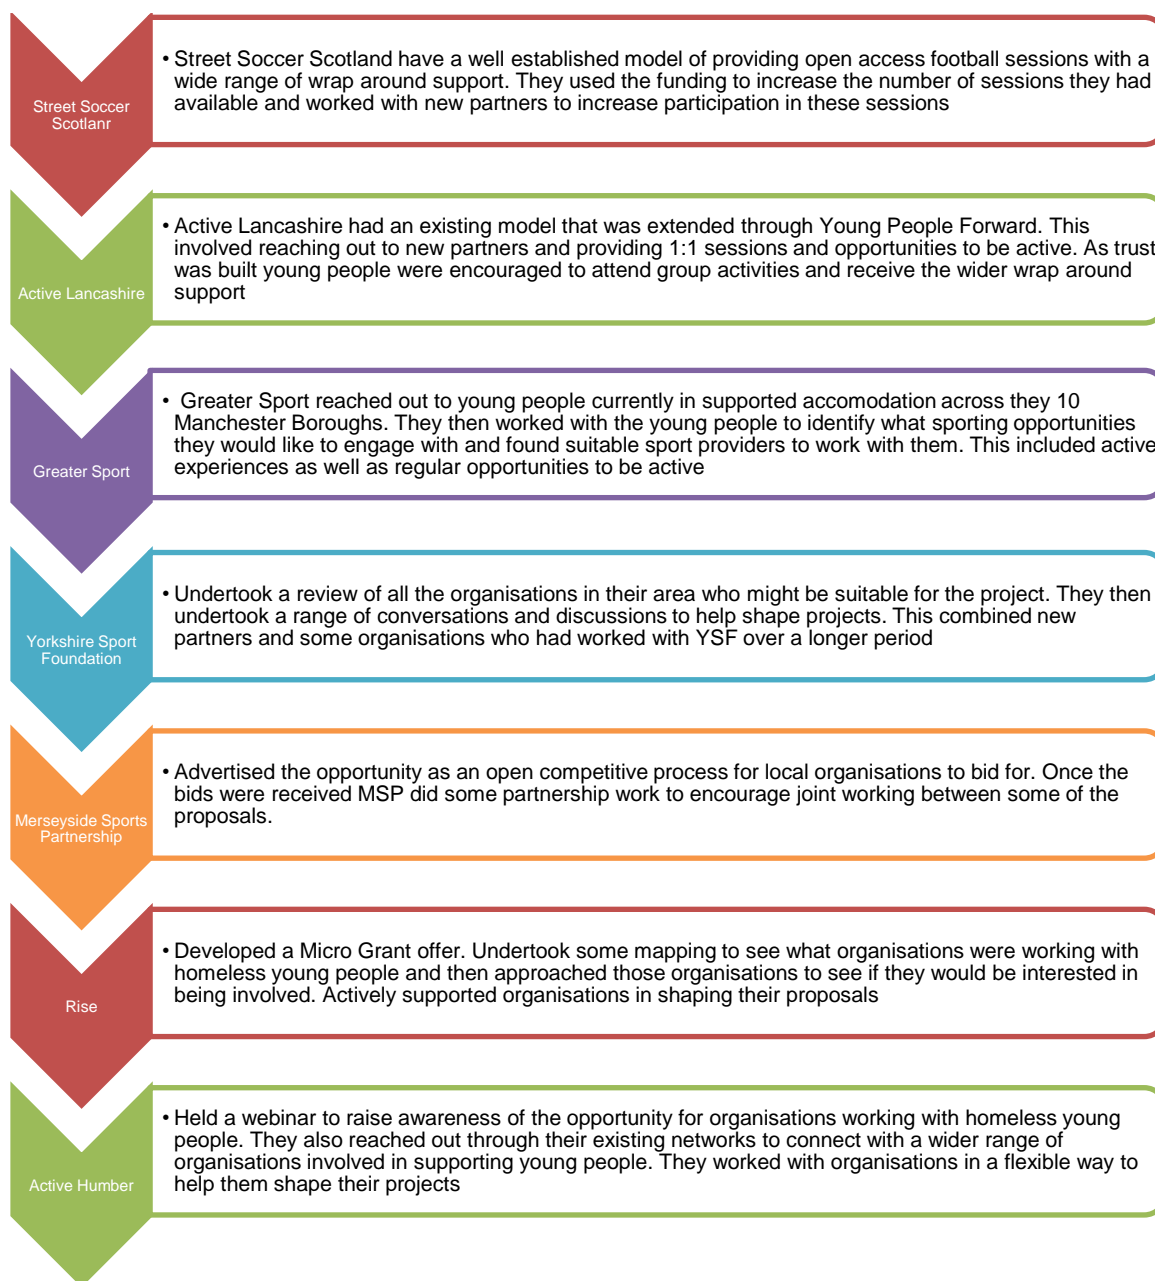 Street Soccer
Scotlanr
• Street Soccer Scotland have a well established model of providing open access football sessions with a
wide range of wrap around support. They used the funding to increase the number of sessions they had
available and worked with new partners to increase participation in these sessions
Active Lancashire
• Active Lancashire had an existing model that was extended through Young People Forward. This
involved reaching out to new partners and providing 1:1 sessions and opportunities to be active. As trust
was built young people were encouraged to attend group activities and receive the wider wrap around
support
Greater Sport
• Greater Sport reached out to young people currently in supported accomodation across they 10
Manchester Boroughs. They then worked with the young people to identify what sporting opportunities
they would like to engage with and found suitable sport providers to work with them. This included active
experiences as well as regular opportunities to be active
Yorkshire Sport
Foundation
• Undertook a review of all the organisations in their area who might be suitable for the project. They then
undertook a range of conversations and discussions to help shape projects. This combined new
partners and some organisations who had worked with YSF over a longer period
Merseyside Sports
Partnership
• Advertised the opportunity as an open competitive process for local organisations to bid for. Once the
bids were received MSP did some partnership work to encourage joint working between some of the
proposals.
Rise
• Developed a Micro Grant offer. Undertook some mapping to see what organisations were working with
homeless young people and then approached those organisations to see if they would be interested in
being involved. Actively supported organisations in shaping their proposals
Active Humber
• Held a webinar to raise awareness of the opportunity for organisations working with homeless young
people. They also reached out through their existing networks to connect with a wider range of
organisations involved in supporting young people. They worked with organisations in a flexible way to
help them shape their projects